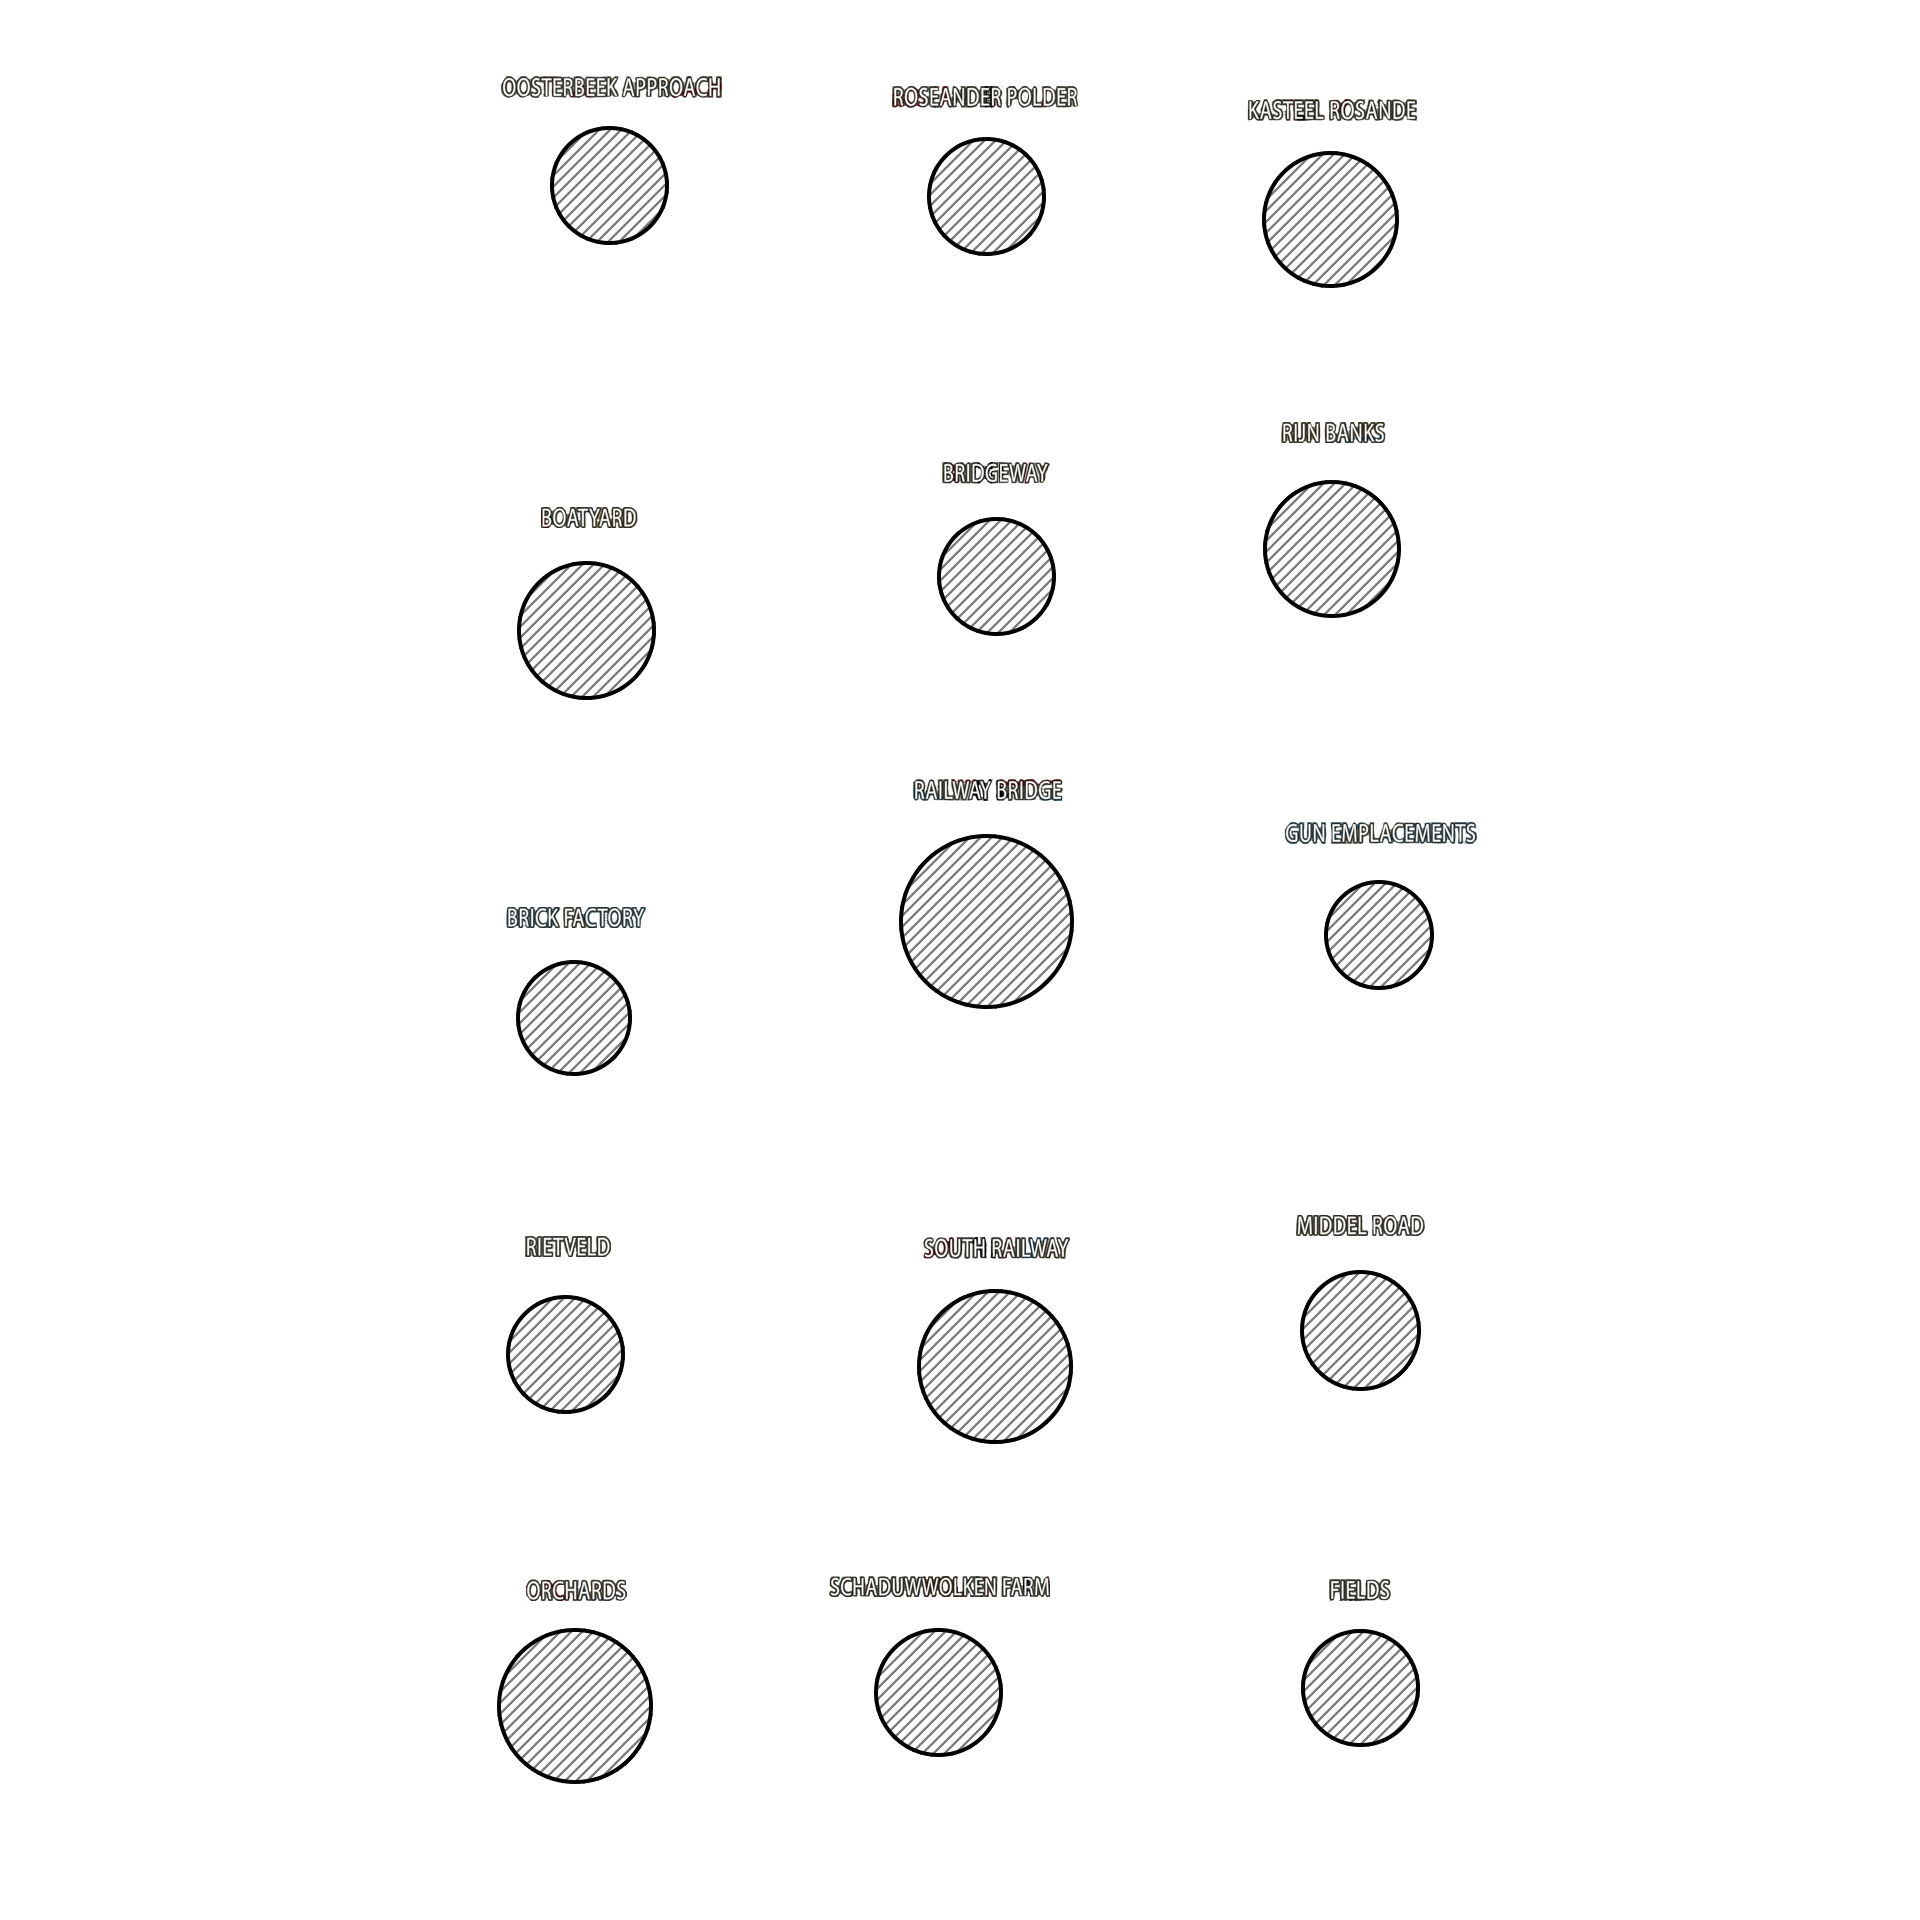 OOSTERBEEK APPROACH
ROSEANDER POLDER
KASTEEL ROSANDE
BOATYARD
BRIDGEWAY
RIJN BANKS
BRICK FACTORY
RAILWAY BRIDGE
GUN EMPLACEMENTS
RIETVELD
SOUTH RAILWAY
MIDDEL ROAD
ORCHARDS
SCHADUWWOLKEN FARM
FIELDS